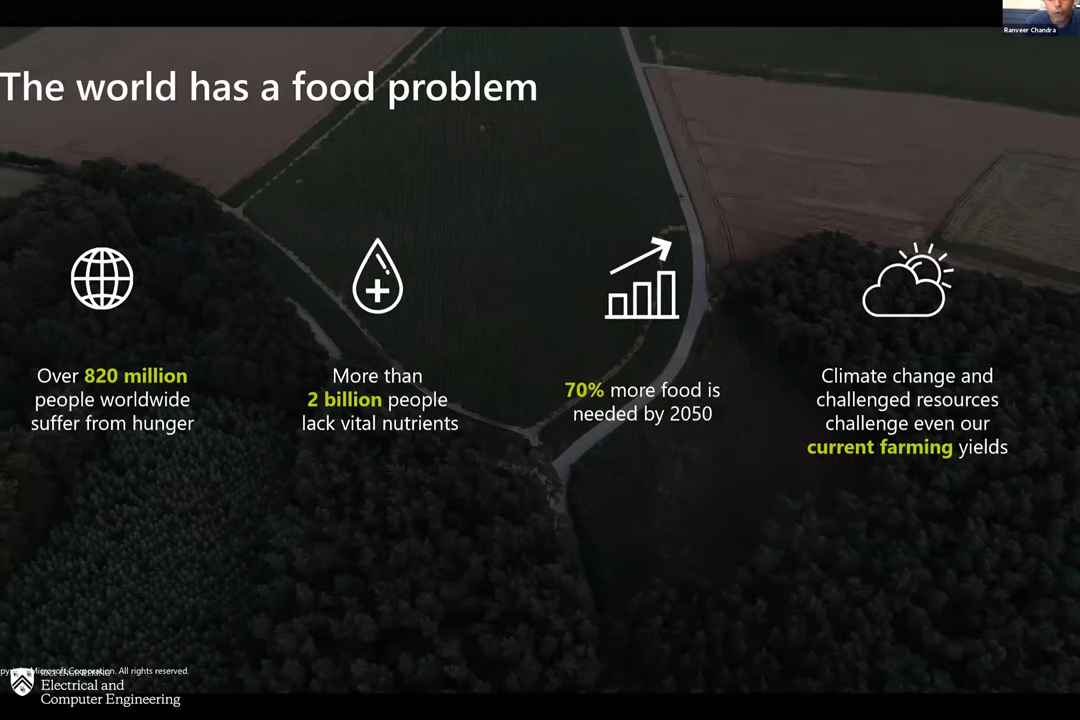 Ranveer Chandra
The world has a food problem
Over 820 million
people worldwide
suffer from hunger
More than
2 billion people
lack vital nutrients
70% more food is
needed by 2050
Climate change and
challenged resources
challenge even our
current farming yields
Microsoft Corporation. All rights reserved.
Electrical and
Computer Engineering